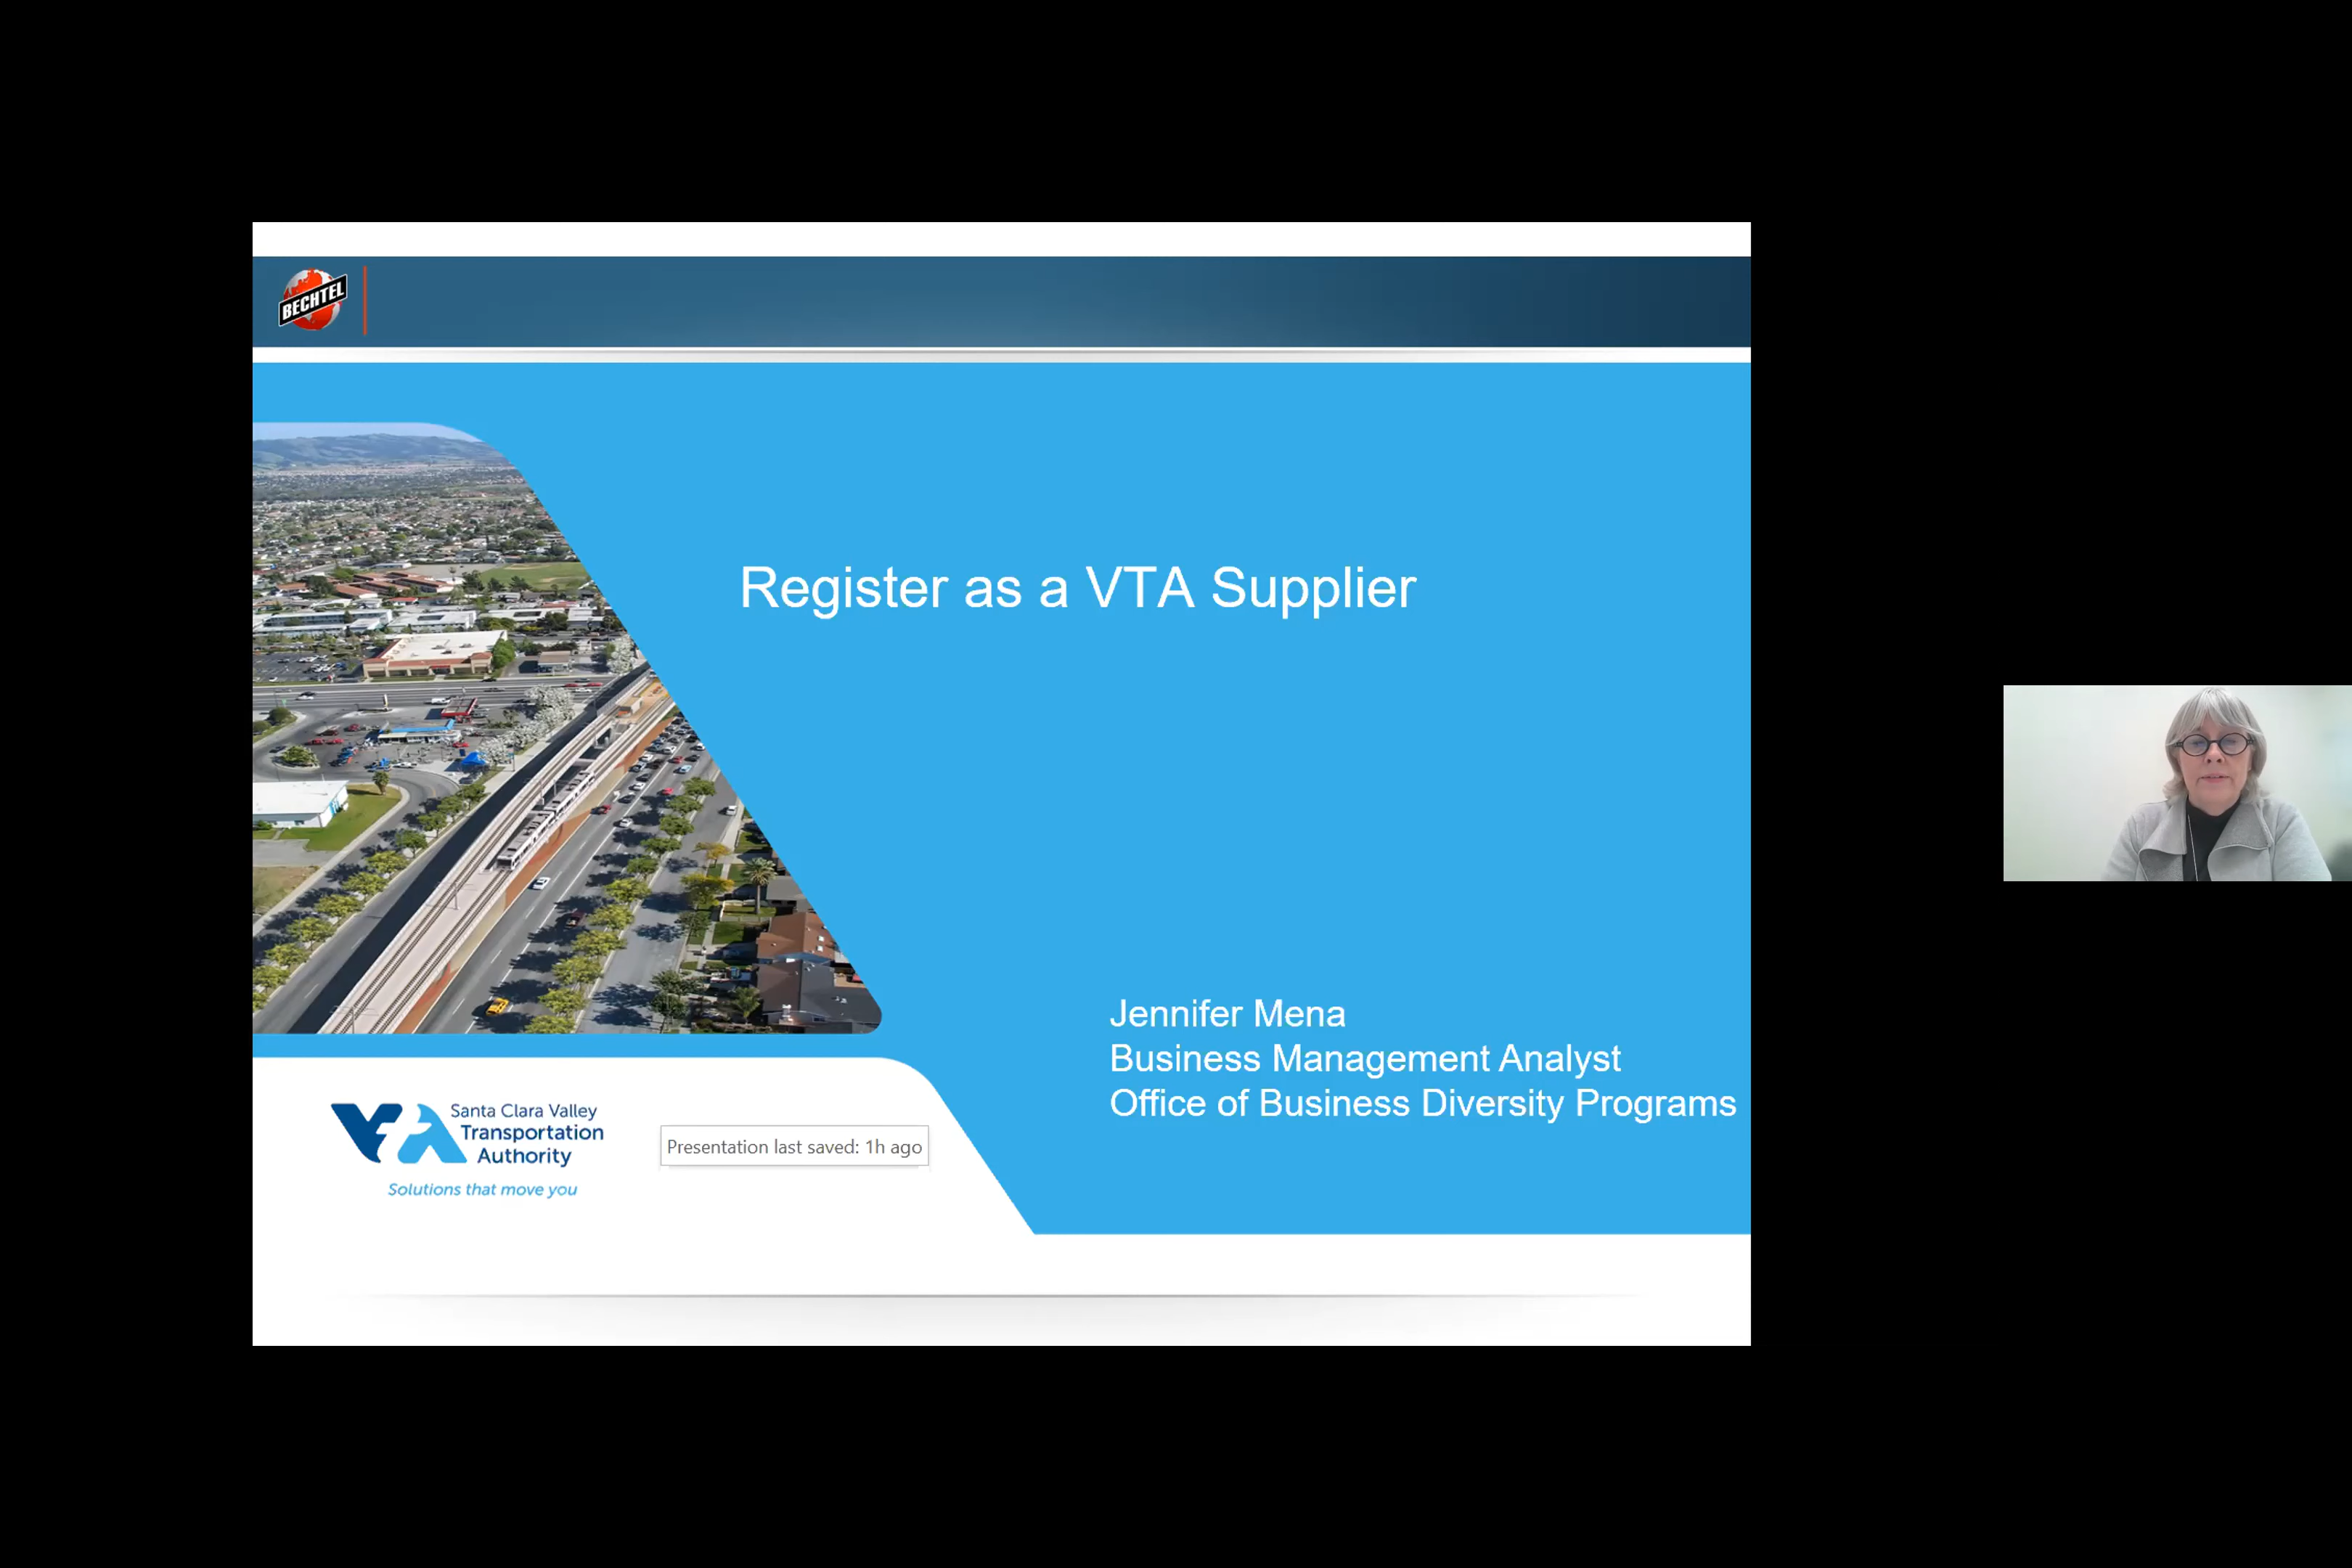 BECHTEL
Register as a VTA Supplier
Jennifer Mena
Business Management Analyst
Office of Business Diversity Programs
VTA
Santa Clara Valley
Transportation
Authority
Solutions that move you
Presentation last saved: 1h ago